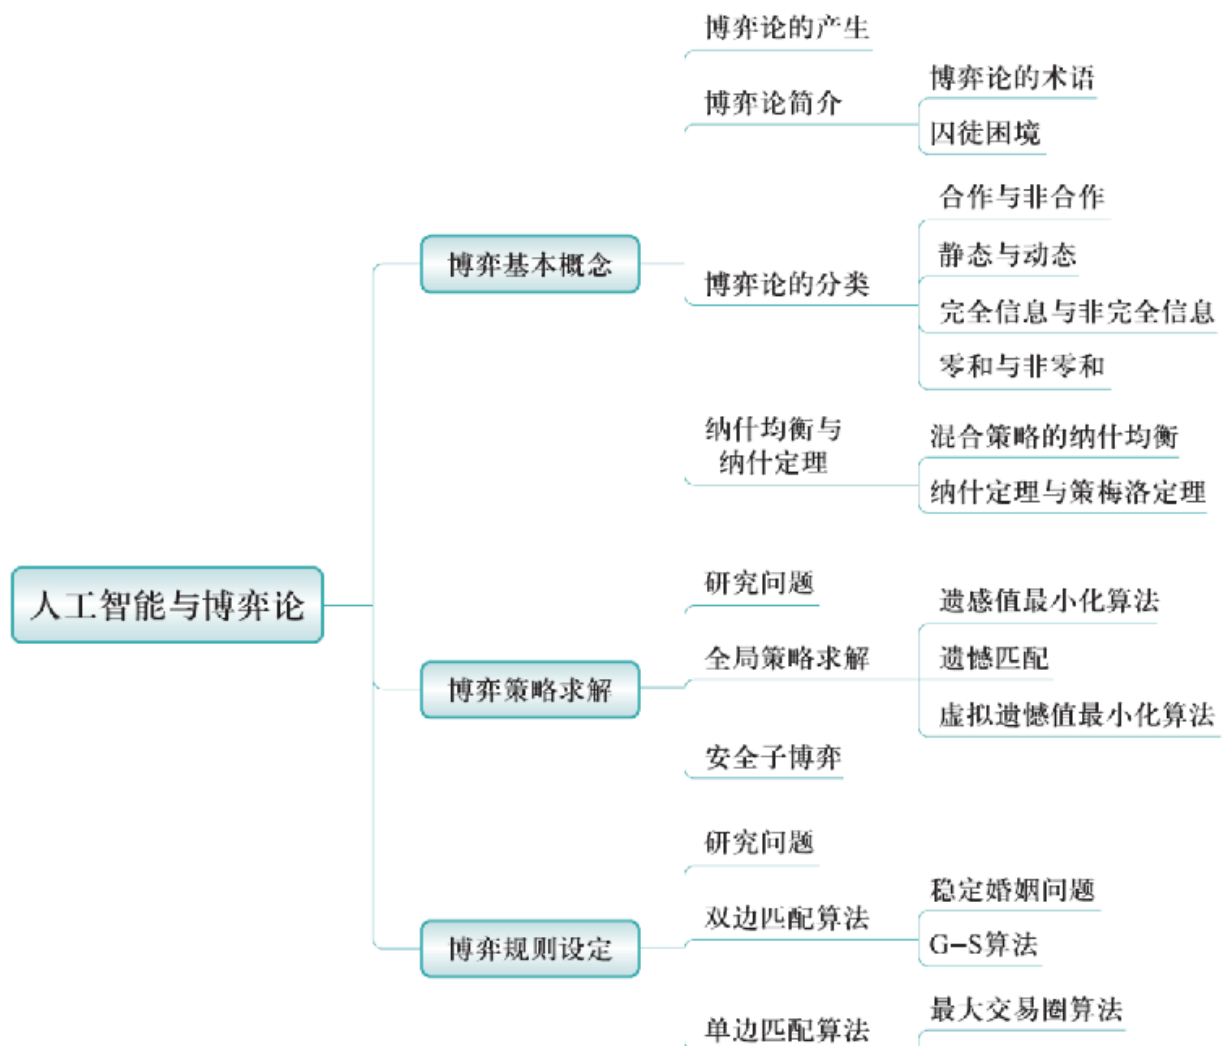 人工智能与博弈论
博弈基本概念
博弈论的产生
博弈论简介
博弈论的术语
囚徒困境
博弈论的分类
合作与非合作
静态与动态
完全信息与非完全信息
零和与非零和
纳什均衡与
纳什定理
混合策略的纳什均衡
纳什定理与策梅洛定理
博弈策略求解
研究问题
全局策略求解
遗感值最小化算法
遗憾匹配
虚拟遗憾值最小化算法
安全子博弈
博弈规则设定
研究问题
双边匹配算法
稳定婚姻问题
G-S算法
单边匹配算法
最大交易圈算法